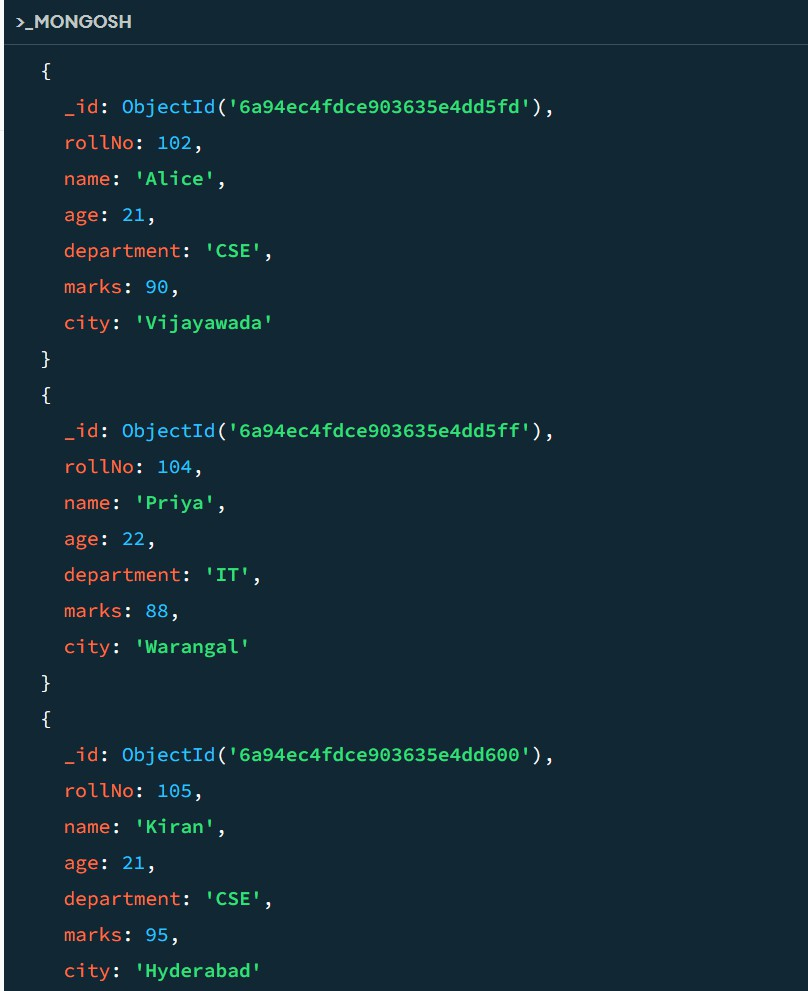 >_MONGOSH
{
_id: ObjectId('6a94ec4fdce903635e4dd5fd'),
rollNo: 102,
name: 'Alice',
age: 21,
department: 'CSE',
marks: 90,
city: 'Vijayawada'
}
{
_id: ObjectId('6a94ec4fdce903635e4dd5ff'),
rollNo: 104,
name: 'Priya',
age: 22,
department: 'IT',
marks: 88,
city: 'Warangal'
}
{
_id: ObjectId('6a94ec4fdce903635e4dd600'),
rollNo: 105,
name: 'Kiran',
age: 21,
department: 'CSE',
marks: 95,
city: 'Hyderabad'